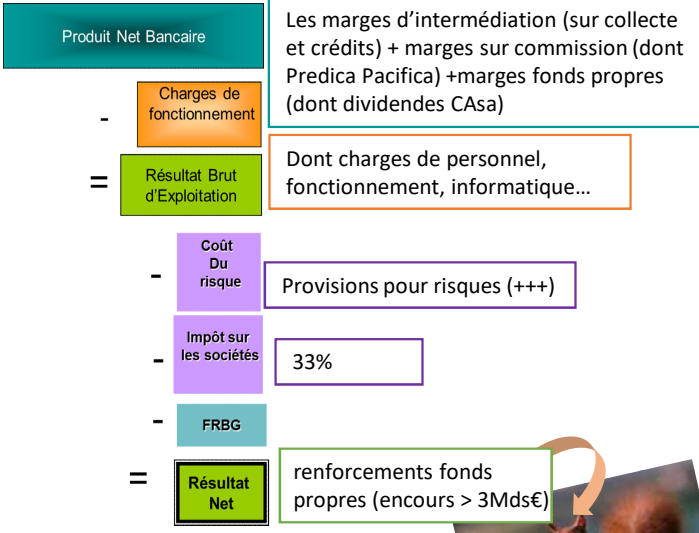 Produit Net Bancaire
Les marges d'intermédiation (sur collecte
et crédits) + marges sur commission (dont
Predica Pacifica) +marges fonds propres
(dont dividendes CAsa)
-
Charges de
fonctionnement
=
Résultat Brut
d'Exploitation
Dont charges de personnel,
fonctionnement, informatique…
-
Coût
Du
risque
Provisions pour risques (+++)
-
Impôt sur
les sociétés
33%
-
FRBG
=
Résultat
Net
renforcements fonds
propres (encours > 3Mds€)